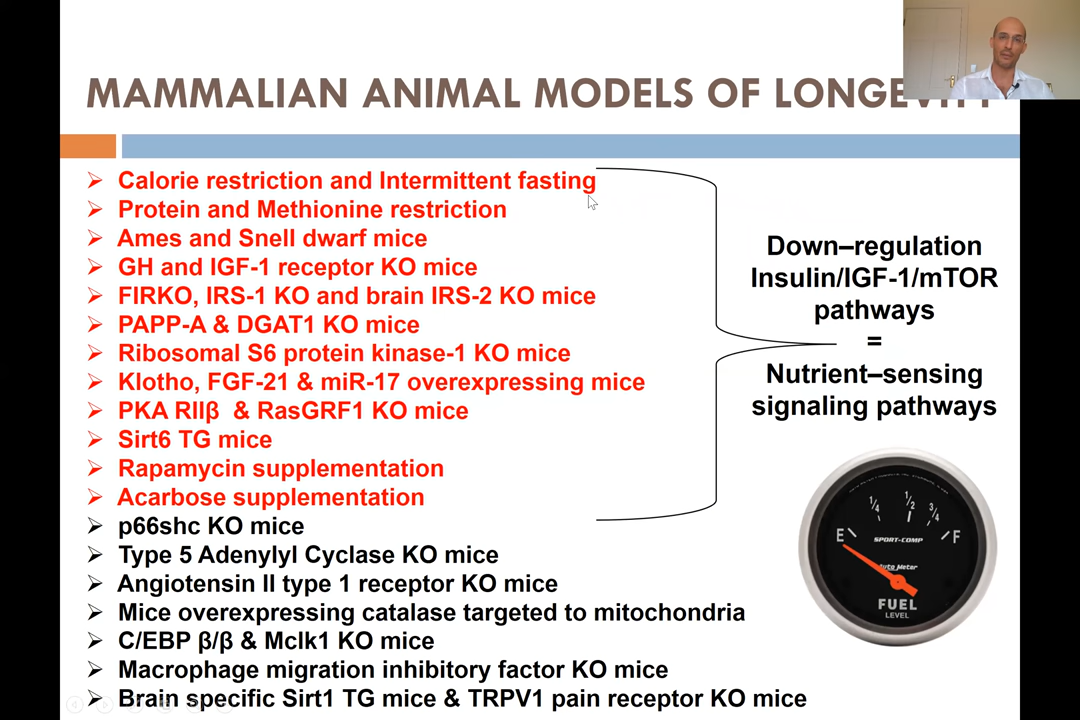 MAMMALIAN ANIMAL MODELS OF LONGEVITY
Calorie restriction and Intermittent fasting
Protein and Methionine restriction
Ames and Snell dwarf mice
GH and IGF-1 receptor KO mice
FIRKO, IRS-1 KO and brain IRS-2 KO mice
PAPP-A & DGAT1 KO mice
Ribosomal S6 protein kinase-1 KO mice
Klotho, FGF-21 & miR-17 overexpressing mice
PKA RIIβ & RasGRF1 KO mice
Sirt6 TG mice
Rapamycin supplementation
Acarbose supplementation
p66shc KO mice
Type 5 Adenylyl Cyclase KO mice
Angiotensin II type 1 receptor KO mice
Mice overexpressing catalase targeted to mitochondria
C/EBP β/β & Mclk1 KO mice
Macrophage migration inhibitory factor KO mice
Brain specific Sirt1 TG mice & TRPV1 pain receptor KO mice
Down–regulation
Insulin/IGF-1/mTOR
pathways
=
Nutrient–sensing
signaling pathways
1/4 1/2 3/4
E F
SPORT-COMP
Auto Meter
FUEL
LEVEL